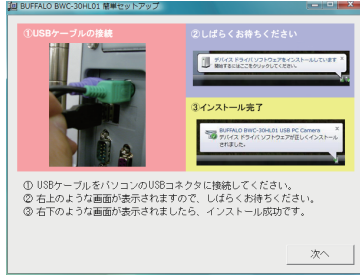 BUFFALO BWC-30HL01 簡単セットアップ
①USBケーブルの接続
②しばらくお待ちください
デバイス ドライバ ソフトウェアをインストールしています
開始するにはここをクリックしてください。
③インストール完了
BUFFALO BWC-30HL01 USB PC Camera
デバイス ドライバ ソフトウェアが正しくインストール
されました。
① USBケーブルをパソコンのUSBコネクタに接続してください。
② 右上のような画面が表示されますので、しばらくお待ちください。
③ 右下のような画面が表示されましたら、インストール成功です。
次へ